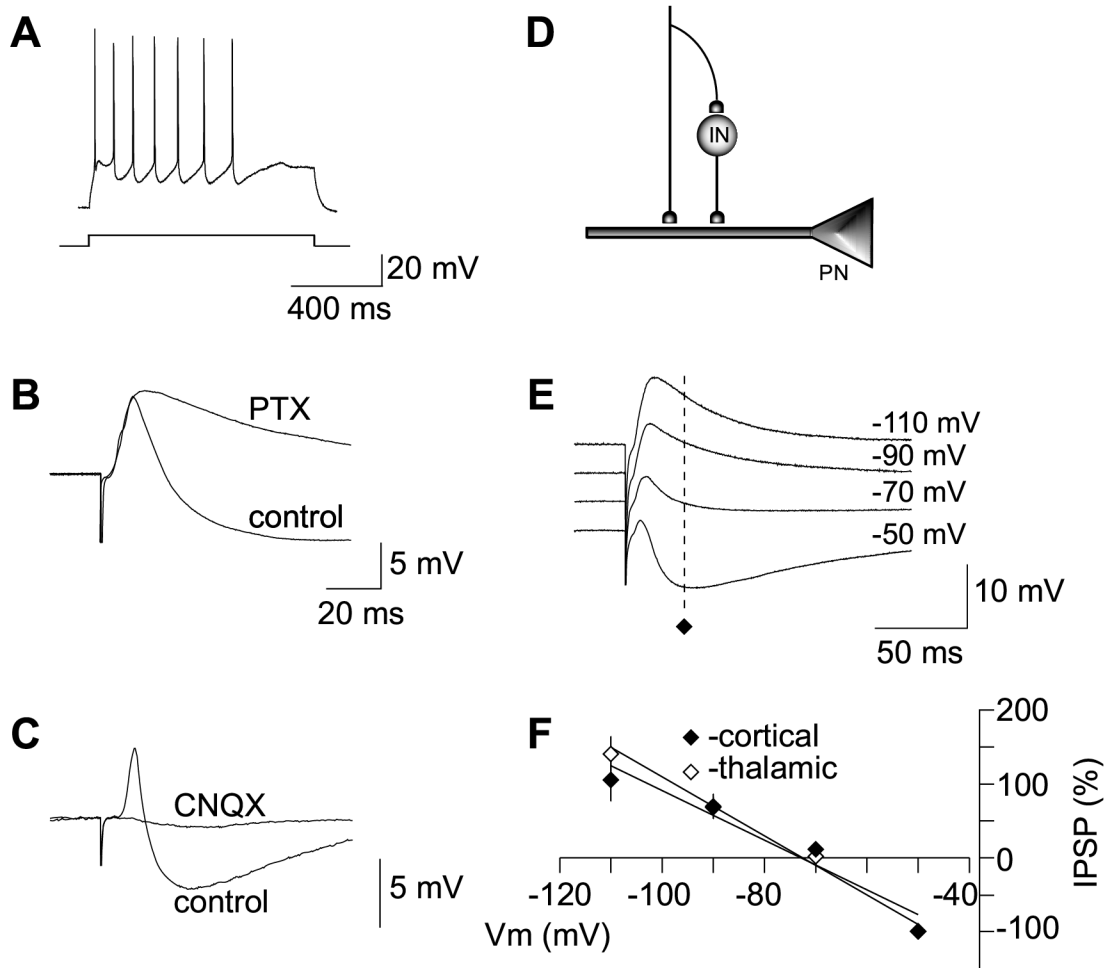 A
20 mV
400 ms
B
PTX
control
5 mV
20 ms
C
CNQX
control
5 mV
D
IN
PN
E
-110 mV
-90 mV
-70 mV
-50 mV
10 mV
50 ms
F
-cortical
-thalamic
200
100
0
-100
IPSP (%)
-120 -100 -80 -60 -40
Vm (mV)